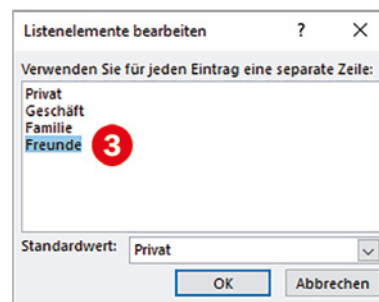 Listenelemente bearbeiten ? X
Verwenden Sie für jeden Eintrag eine separate Zeile:
Privat
Geschäft
Familie
Freunde 3
Standardwert: Privat
OK Abbrechen